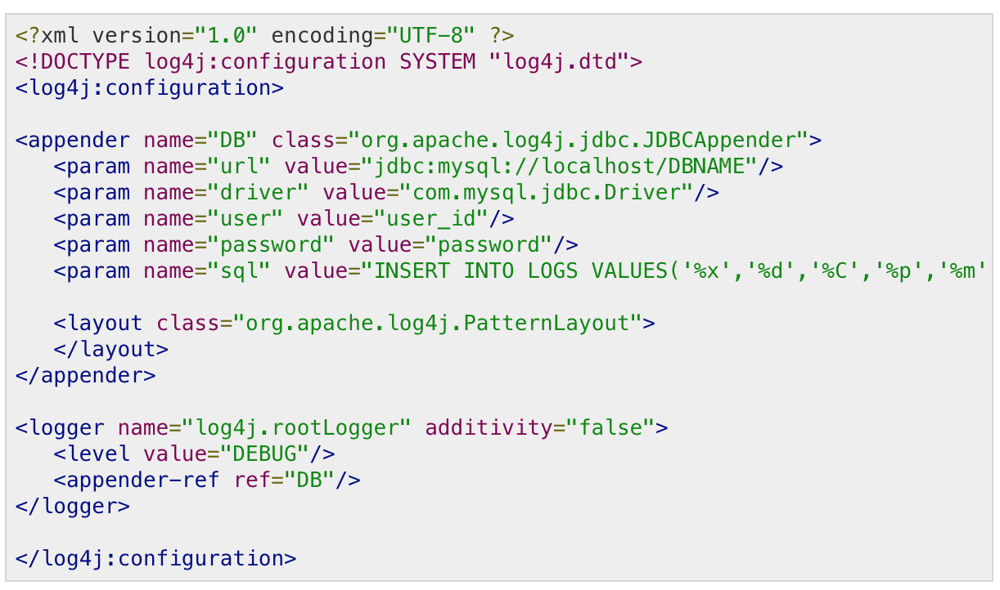 <?xml version="1.0" encoding="UTF-8" ?>
<!DOCTYPE log4j:configuration SYSTEM "log4j.dtd">
<log4j:configuration>
<appender name="DB" class="org.apache.log4j.jdbc.JDBCAppender">
<param name="url" value="jdbc:mysql://localhost/DBNAME"/>
<param name="driver" value="com.mysql.jdbc.Driver"/>
<param name="user" value="user_id"/>
<param name="password" value="password"/>
<param name="sql" value="INSERT INTO LOGS VALUES('%x','%d','%C','%p','%m'
<layout class="org.apache.log4j.PatternLayout">
</layout>
</appender>
<logger name="log4j.rootLogger" additivity="false">
<level value="DEBUG"/>
<appender-ref ref="DB"/>
</logger>
</log4j:configuration>